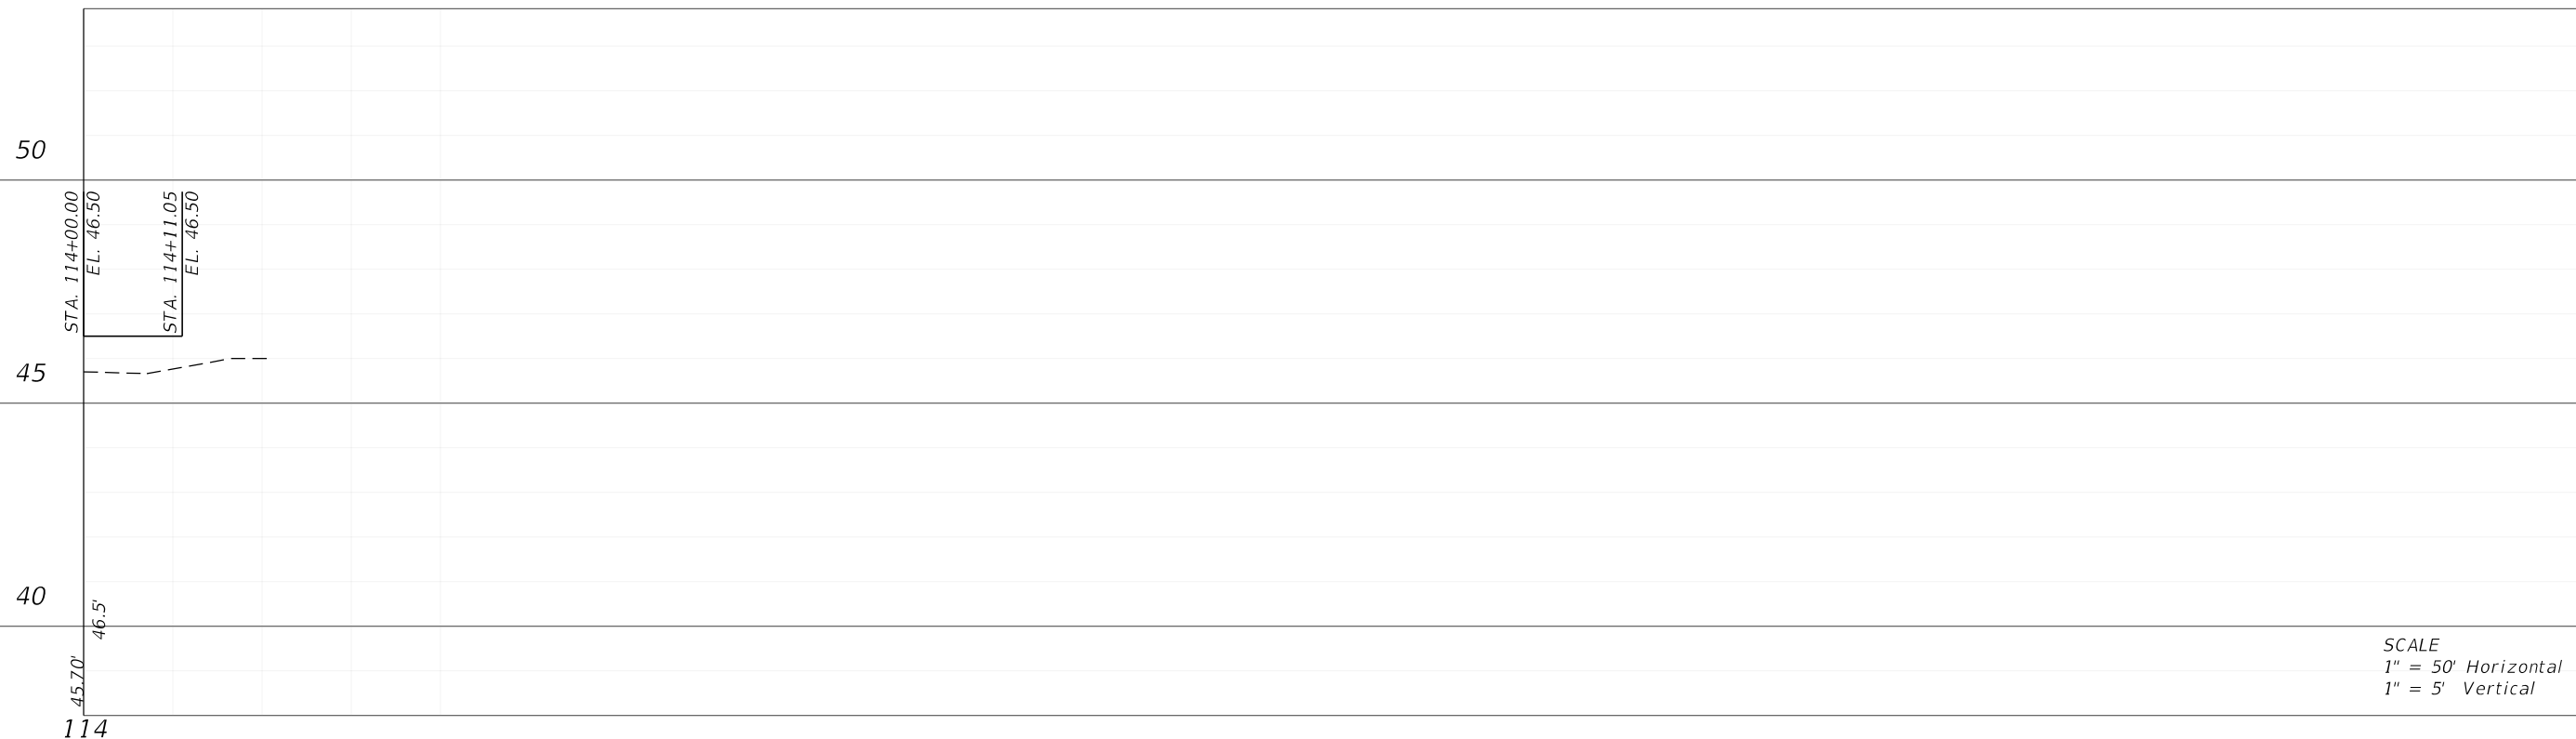 50
STA. 114+00.00
EL. 46.50
STA. 114+11.05
EL. 46.50
45
40
46.5'
45.70'
114
SCALE
1" = 50' Horizontal
1" = 5' Vertical